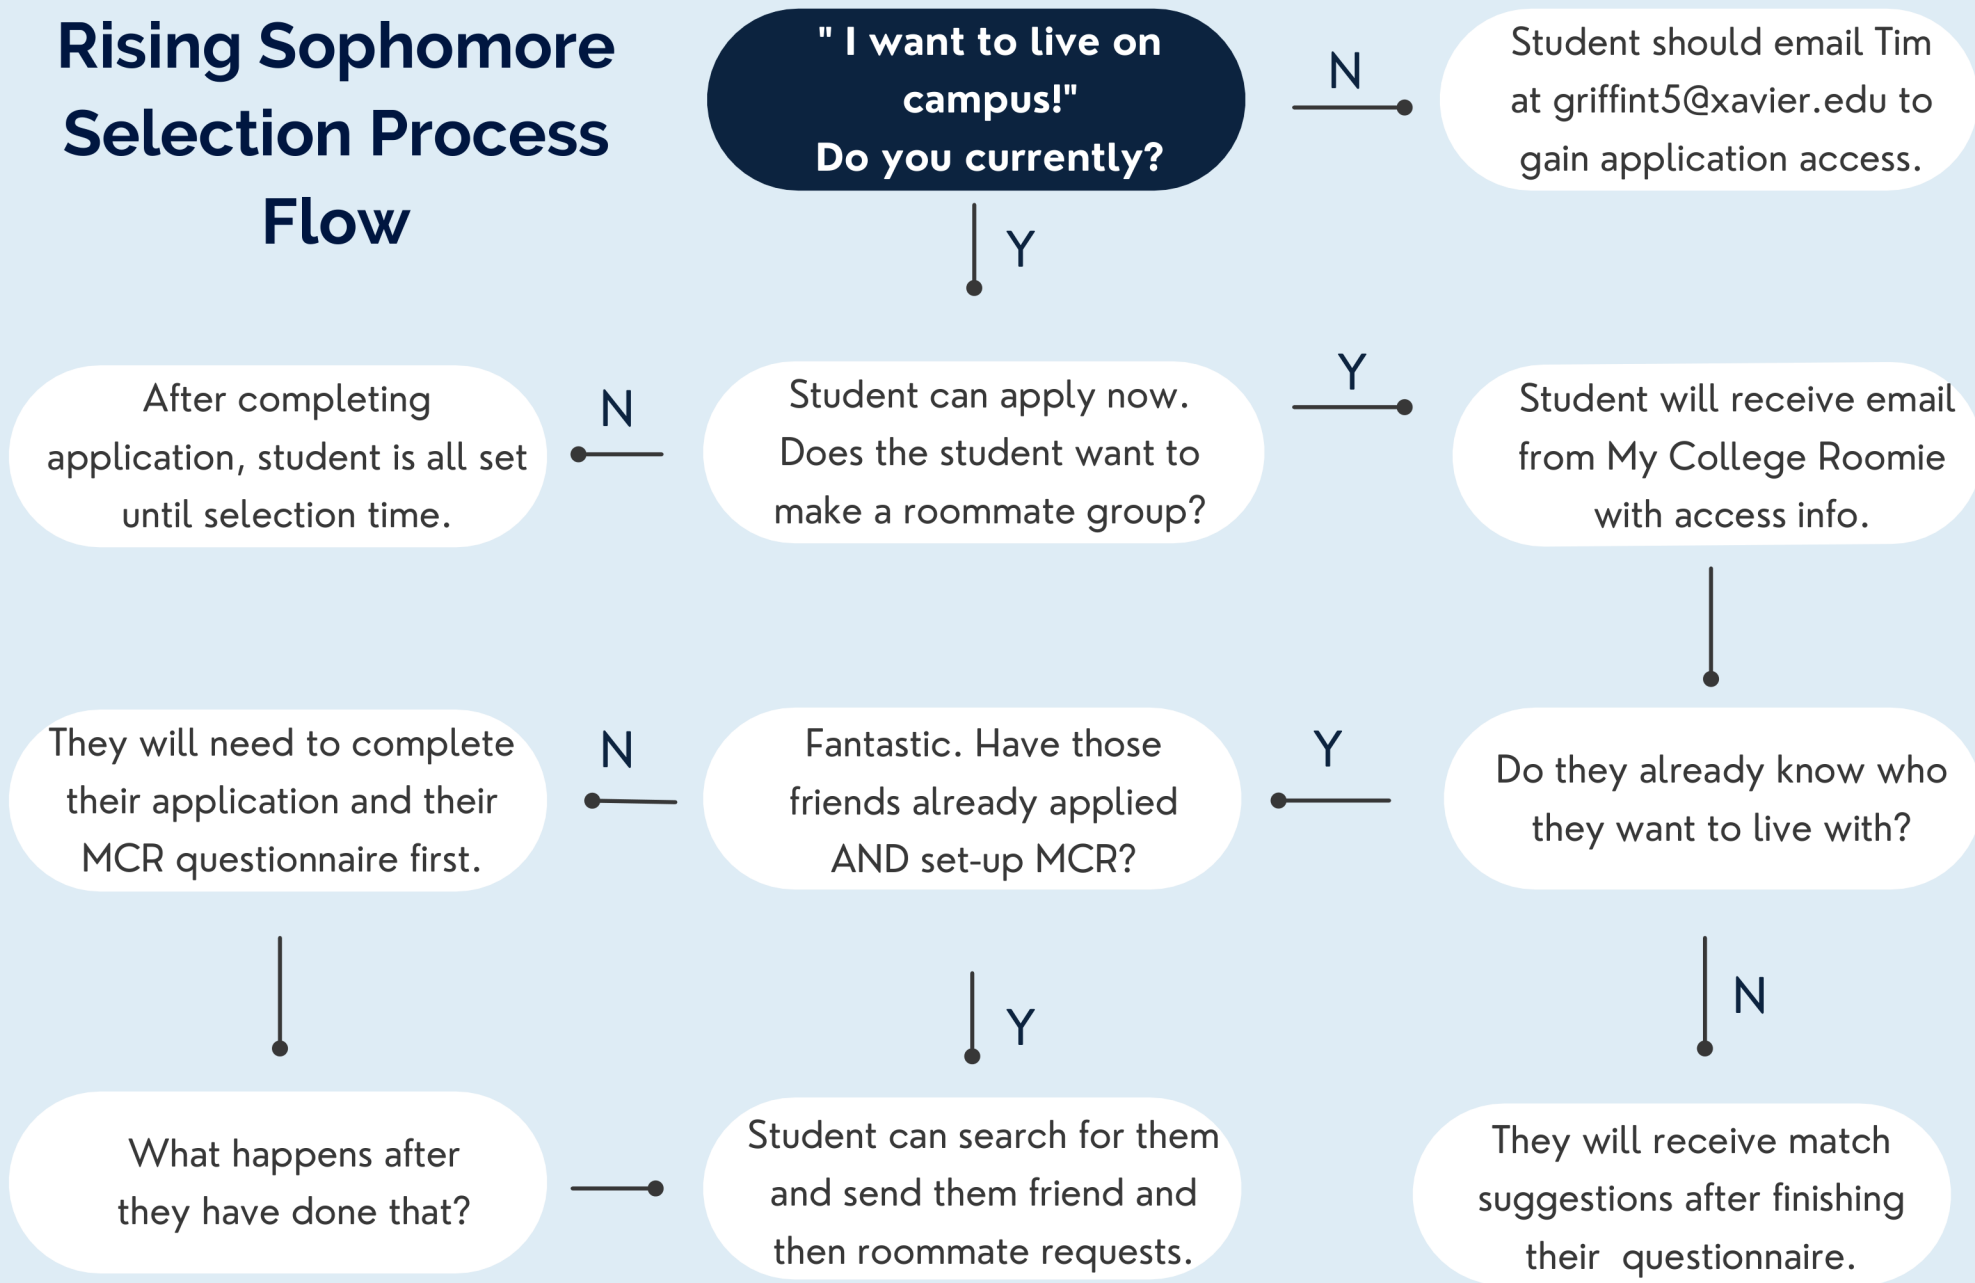 Rising Sophomore
Selection Process
Flow
" I want to live on
campus!"
Do you currently?
N
Student should email Tim
at griffint5@xavier.edu to
gain application access.
Y
After completing
application, student is all set
until selection time.
N
Student can apply now.
Does the student want to
make a roommate group?
Y
Student will receive email
from My College Roomie
with access info.
They will need to complete
their application and their
MCR questionnaire first.
N
Fantastic. Have those
friends already applied
AND set-up MCR?
Y
Do they already know who
they want to live with?
Y
N
What happens after
they have done that?
Student can search for them
and send them friend and
then roommate requests.
They will receive match
suggestions after finishing
their questionnaire.